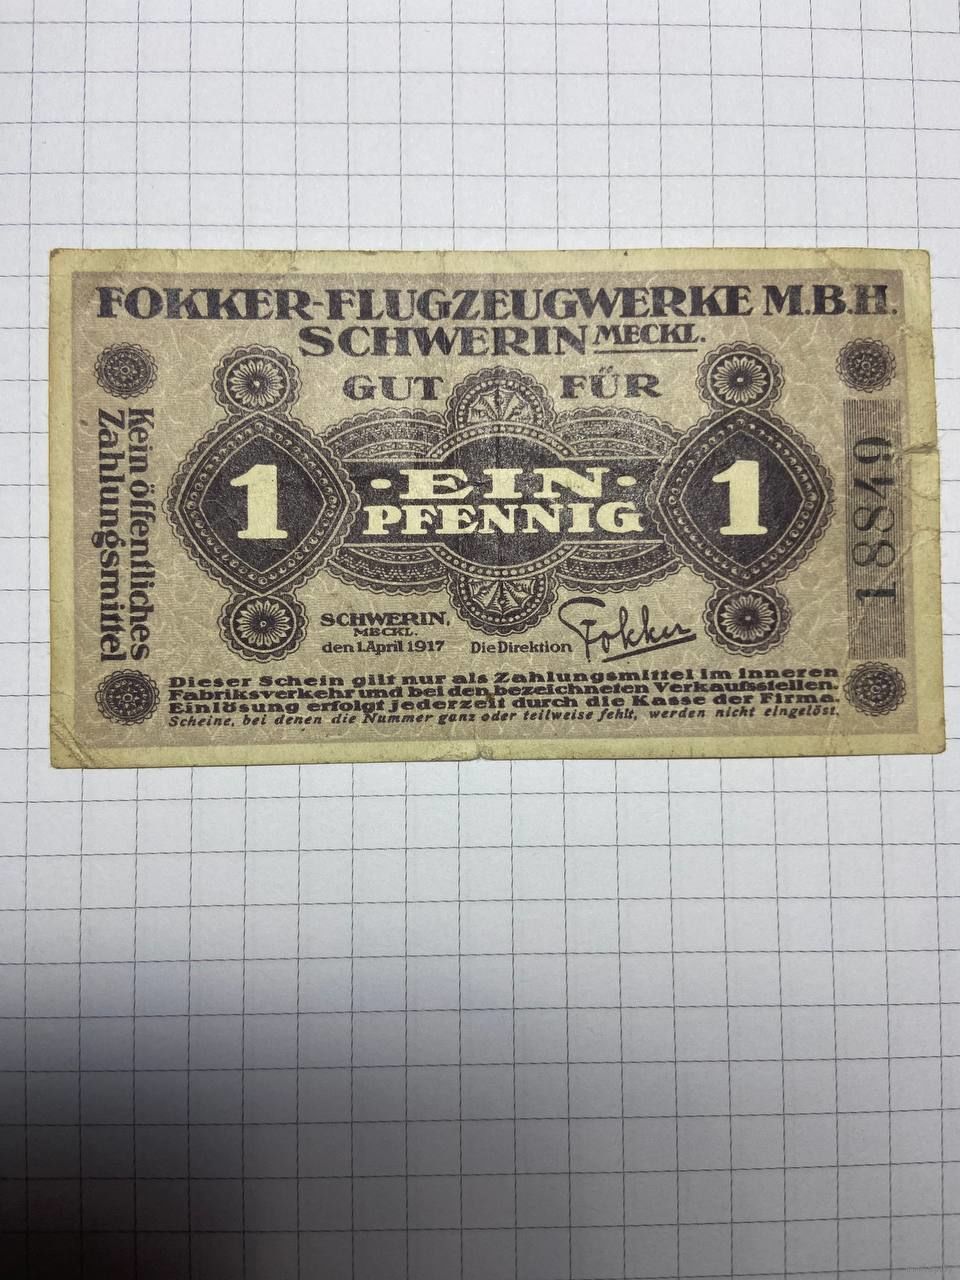 FOKKER-FLUGZEUGWERKE M.B.H.
SCHWERIN MECKL.
GUT FÜR
Kein öffentliches
Zahlungsmittel
1
·EIN·
PFENNIG
1
18849
SCHWERIN,
MECKL.
den 1.April 1917
Die Direktion
Fokker
Dieser Schein gilt nur als Zahlungsmittel im inneren
Fabriksverkehr und bei den bezeichneten Verkaufsstellen.
Einlösung erfolgt jederzeit durch die Kasse der Firma.
Scheine, bei denen die Nummer ganz oder teilweise fehlt, werden nicht eingelöst.